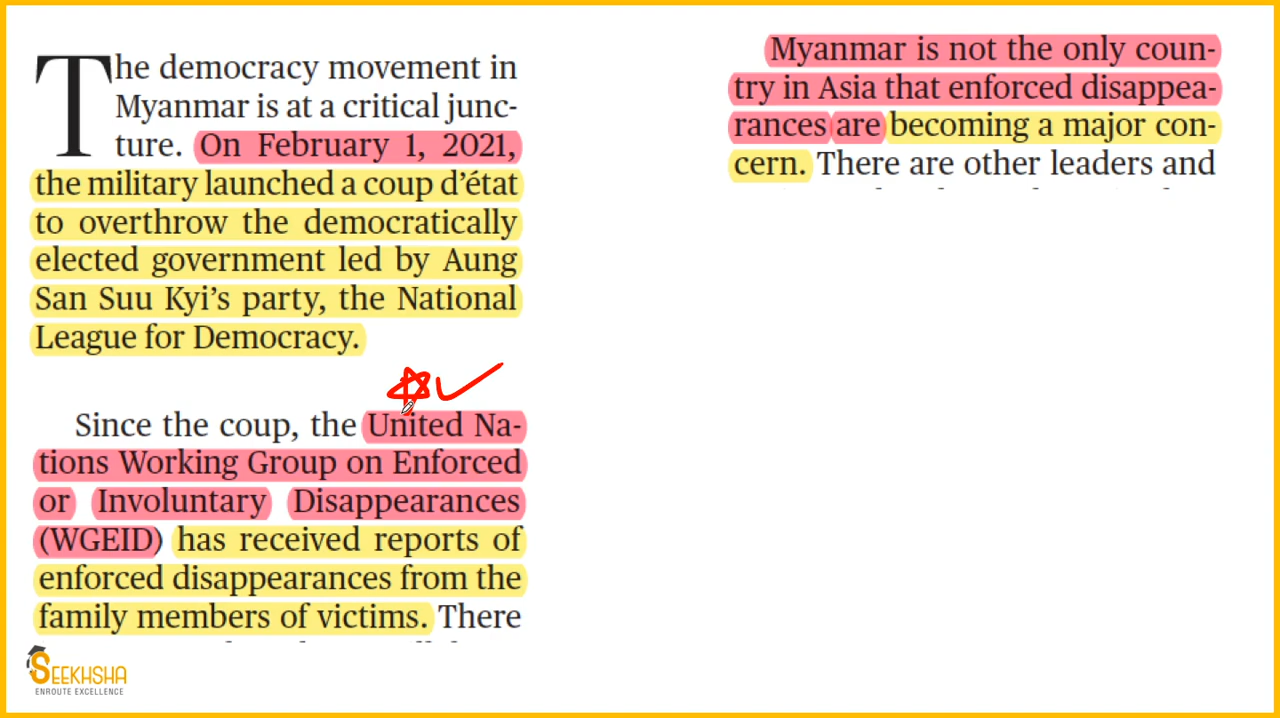 The democracy movement in
Myanmar is at a critical junc-
ture. On February 1, 2021,
the military launched a coup d’état
to overthrow the democratically
elected government led by Aung
San Suu Kyi’s party, the National
League for Democracy.
Since the coup, the United Na-
tions Working Group on Enforced
or Involuntary Disappearances
(WGEID) has received reports of
enforced disappearances from the
family members of victims. There
Myanmar is not the only coun-
try in Asia that enforced disappea-
rances are becoming a major con-
cern. There are other leaders and
SEEKHSHA
ENROUTE EXCELLENCE